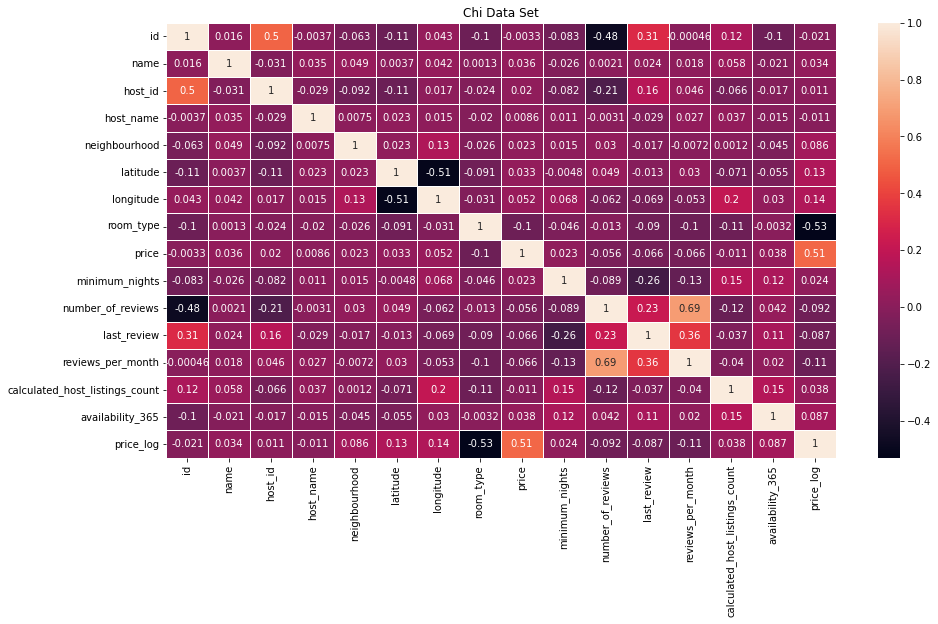 Chi Data Set
id 1 0.016 0.5 -0.0037 -0.063 -0.11 0.043 -0.1 -0.0033 -0.083 -0.48 0.31 -0.00046 0.12 -0.1 -0.021
name 0.016 1 -0.031 0.035 0.049 0.0037 0.042 0.0013 0.036 -0.026 0.0021 0.024 0.018 0.058 -0.021 0.034
host_id 0.5 -0.031 1 -0.029 -0.092 -0.11 0.017 -0.024 0.02 -0.082 -0.21 0.16 0.046 -0.066 -0.017 0.011
host_name -0.0037 0.035 -0.029 1 0.0075 0.023 0.015 -0.02 0.0086 0.011 -0.0031 -0.029 0.027 0.037 -0.015 -0.011
neighbourhood -0.063 0.049 -0.092 0.0075 1 0.023 0.13 -0.026 0.023 0.015 0.03 -0.017 -0.0072 0.0012 -0.045 0.086
latitude -0.11 0.0037 -0.11 0.023 0.023 1 -0.51 -0.091 0.033 -0.0048 0.049 -0.013 0.03 -0.071 -0.055 0.13
longitude 0.043 0.042 0.017 0.015 0.13 -0.51 1 -0.031 0.052 0.068 -0.062 -0.069 -0.053 0.2 0.03 0.14
room_type -0.1 0.0013 -0.024 -0.02 -0.026 -0.091 -0.031 1 -0.1 -0.046 -0.013 -0.09 -0.1 -0.11 -0.0032 -0.53
price -0.0033 0.036 0.02 0.0086 0.023 0.033 0.052 -0.1 1 0.023 -0.056 -0.066 -0.066 -0.011 0.038 0.51
minimum_nights -0.083 -0.026 -0.082 0.011 0.015 -0.0048 0.068 -0.046 0.023 1 -0.089 -0.26 -0.13 0.15 0.12 0.024
number_of_reviews -0.48 0.0021 -0.21 -0.0031 0.03 0.049 -0.062 -0.013 -0.056 -0.089 1 0.23 0.69 -0.12 0.042 -0.092
last_review 0.31 0.024 0.16 -0.029 -0.017 -0.013 -0.069 -0.09 -0.066 -0.26 0.23 1 0.36 -0.037 0.11 -0.087
reviews_per_month -0.00046 0.018 0.046 0.027 -0.0072 0.03 -0.053 -0.1 -0.066 -0.13 0.69 0.36 1 -0.04 0.02 -0.11
calculated_host_listings_count 0.12 0.058 -0.066 0.037 0.0012 -0.071 0.2 -0.11 -0.011 0.15 -0.12 -0.037 -0.04 1 0.15 0.038
availability_365 -0.1 -0.021 -0.017 -0.015 -0.045 -0.055 0.03 -0.0032 0.038 0.12 0.042 0.11 0.02 0.15 1 0.087
price_log -0.021 0.034 0.011 -0.011 0.086 0.13 0.14 -0.53 0.51 0.024 -0.092 -0.087 -0.11 0.038 0.087 1
id name host_id host_name neighbourhood latitude longitude room_type price minimum_nights number_of_reviews last_review reviews_per_month calculated_host_listings_count availability_365 price_log
1.0
0.8
0.6
0.4
0.2
0.0
-0.2
-0.4